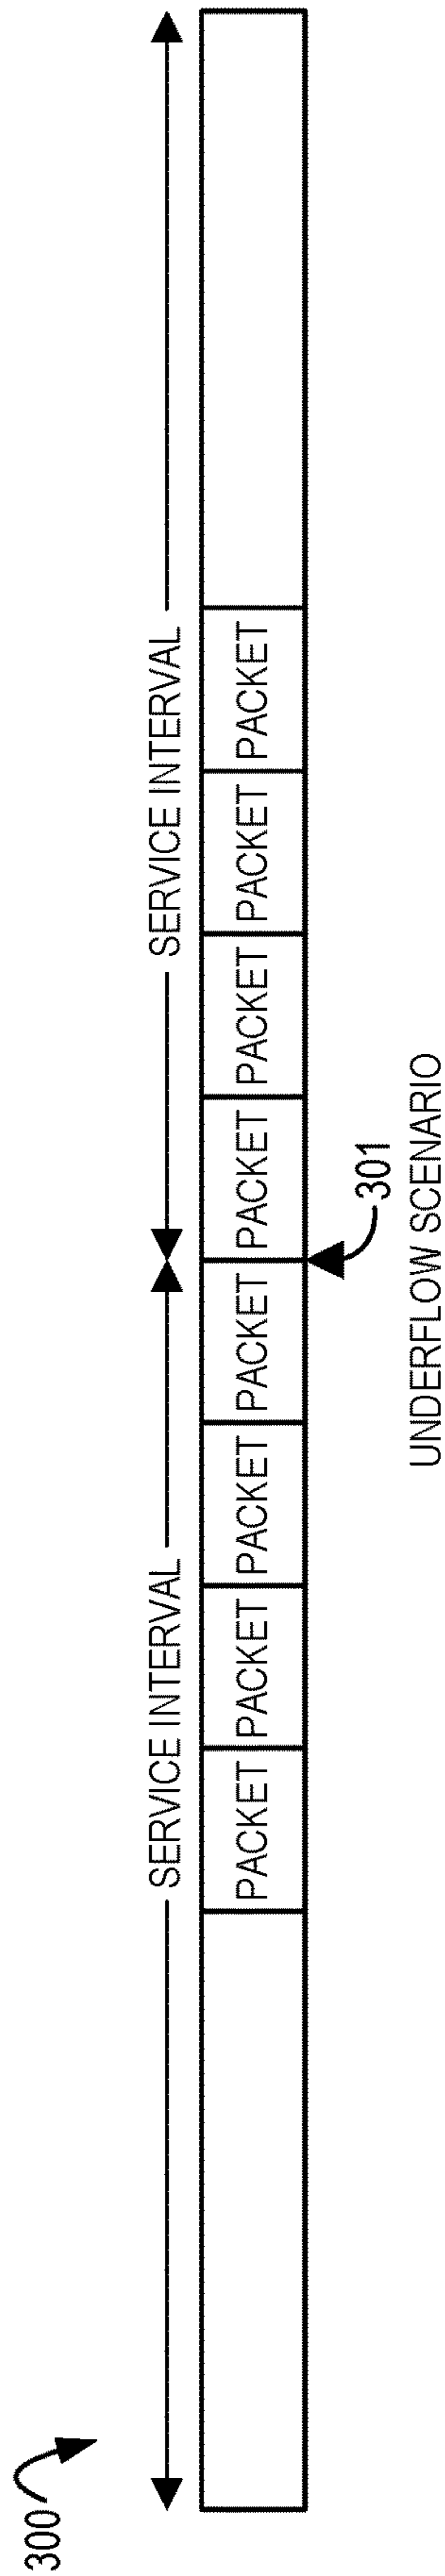 300
SERVICE INTERVAL SERVICE INTERVAL
PACKET PACKET PACKET PACKET PACKET PACKET PACKET PACKET
301
UNDERFLOW SCENARIO